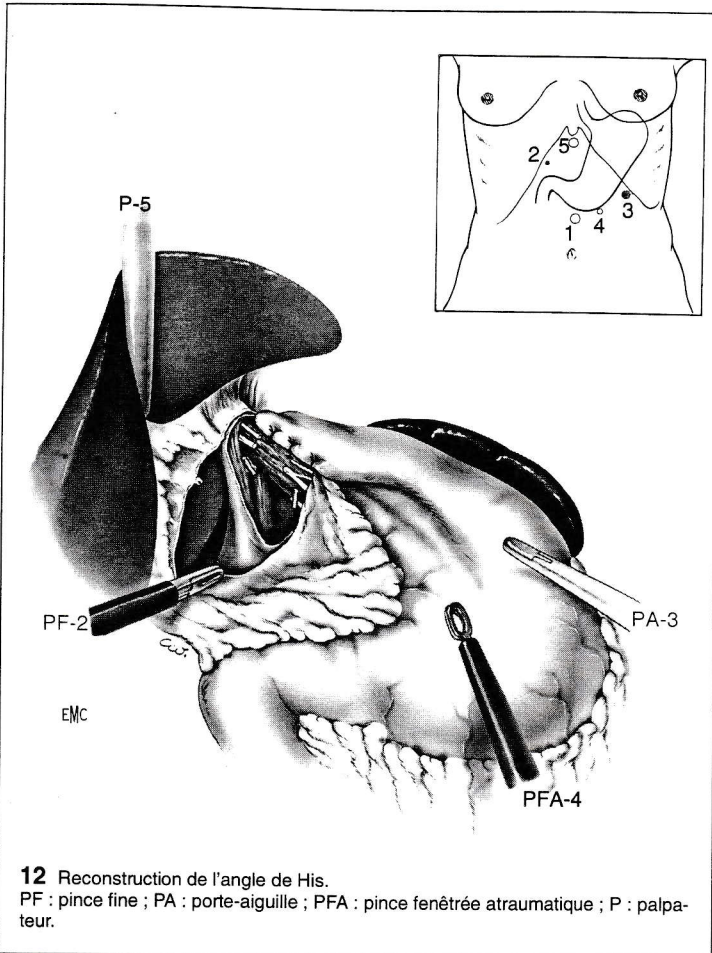 P-5
2
5
3
1
4
PF-2
PA-3
EMC
PFA-4
12 Reconstruction de l'angle de His.
PF : pince fine ; PA : porte-aiguille ; PFA : pince fenêtrée atraumatique ; P : palpa-
teur.